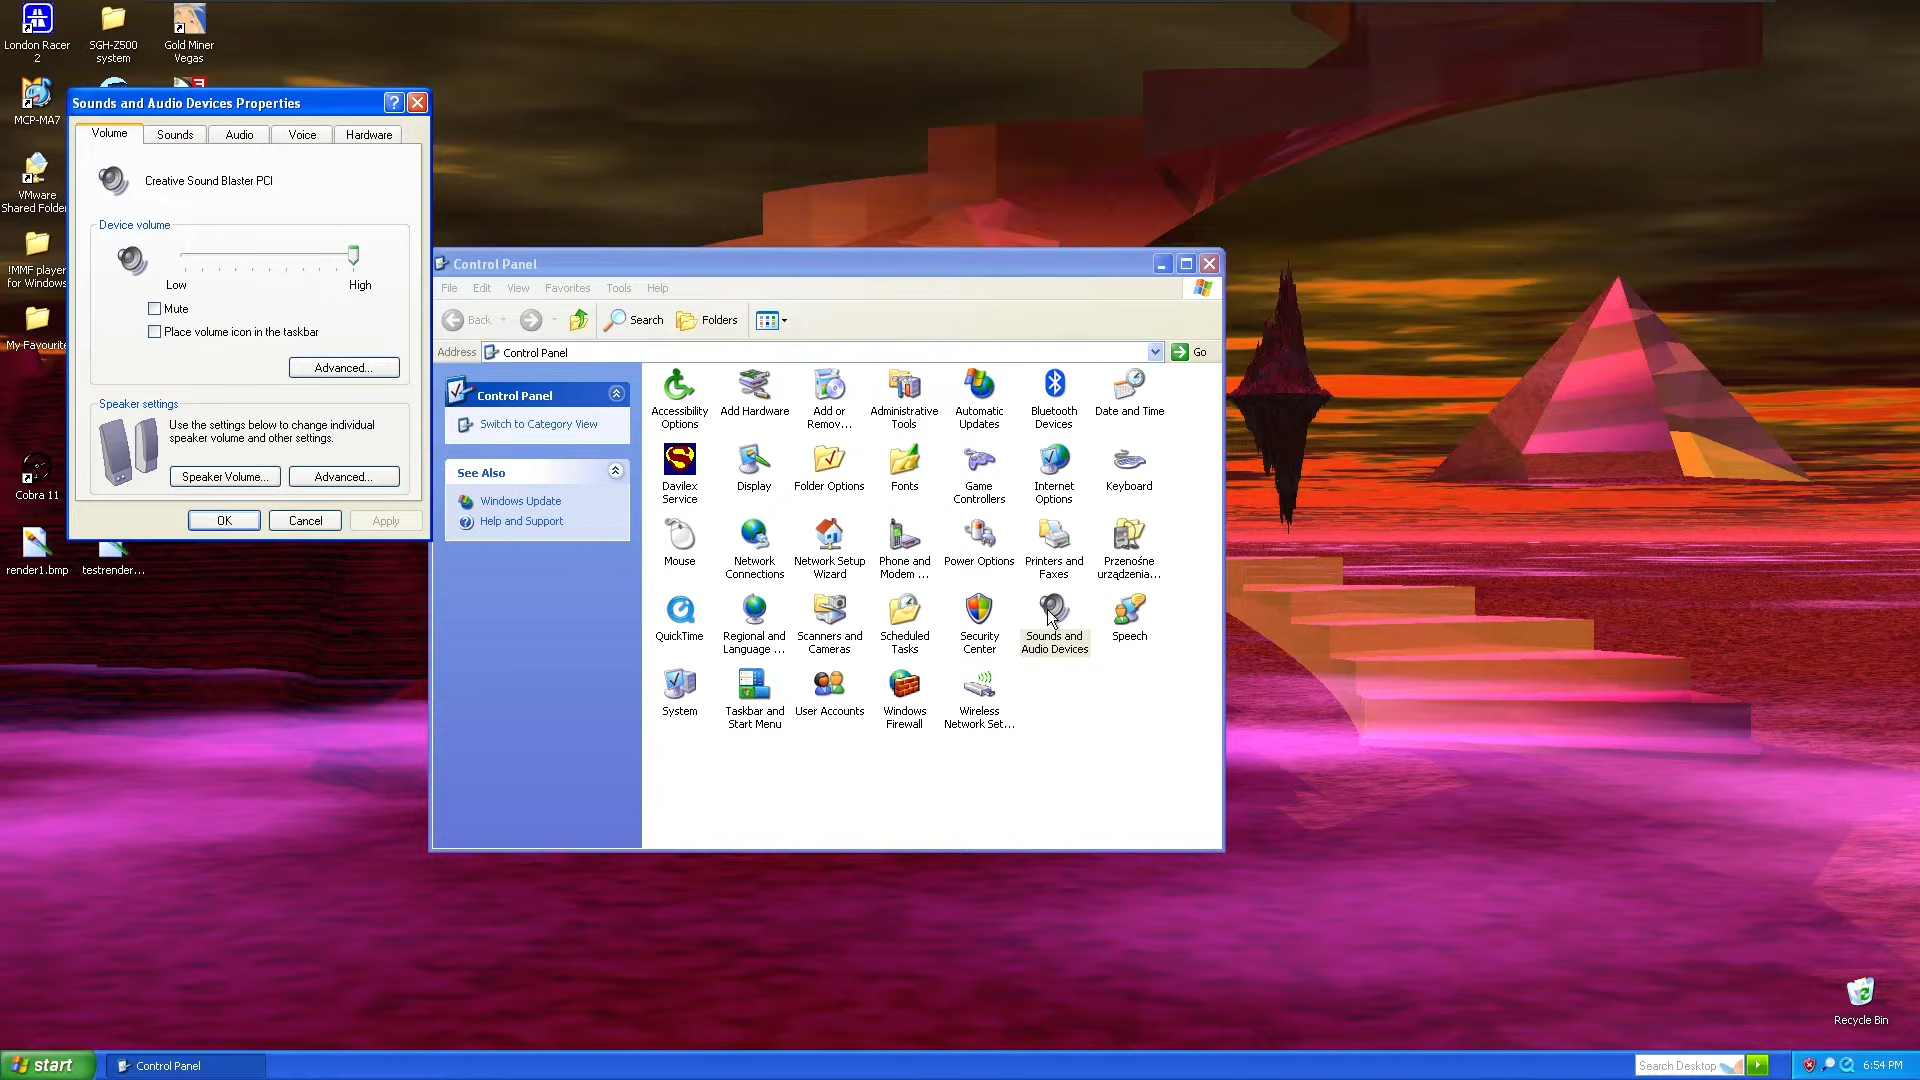 London Racer
2
SGH-Z500
system
Gold Miner
Vegas
MCP-MA7
VMware
Shared Folde
!MMF player
for Windows
My Favourite
Cobra 11
render1.bmp
testrender...
Sounds and Audio Devices Properties
Volume
Sounds
Audio
Voice
Hardware
Creative Sound Blaster PCI
Device volume
Low
High
Mute
Place volume icon in the taskbar
Advanced...
Speaker settings
Use the settings below to change individual
speaker volume and other settings.
Speaker Volume...
Advanced...
OK
Cancel
Apply
Control Panel
File
Edit
View
Favorites
Tools
Help
Back
Search
Folders
Address
Control Panel
Go
Control Panel
Switch to Category View
See Also
Windows Update
Help and Support
Accessibility
Options
Add Hardware
Add or
Remov...
Administrative
Tools
Automatic
Updates
Bluetooth
Devices
Date and Time
Davilex
Service
Display
Folder Options
Fonts
Game
Controllers
Internet
Options
Keyboard
Mouse
Network
Connections
Network Setup
Wizard
Phone and
Modem ...
Power Options
Printers and
Faxes
Przenośne
urządzenia...
QuickTime
Regional and
Language ...
Scanners and
Cameras
Scheduled
Tasks
Security
Center
Sounds and
Audio Devices
Speech
System
Taskbar and
Start Menu
User Accounts
Windows
Firewall
Wireless
Network Set...
Recycle Bin
start
Control Panel
Search Desktop
6:54 PM